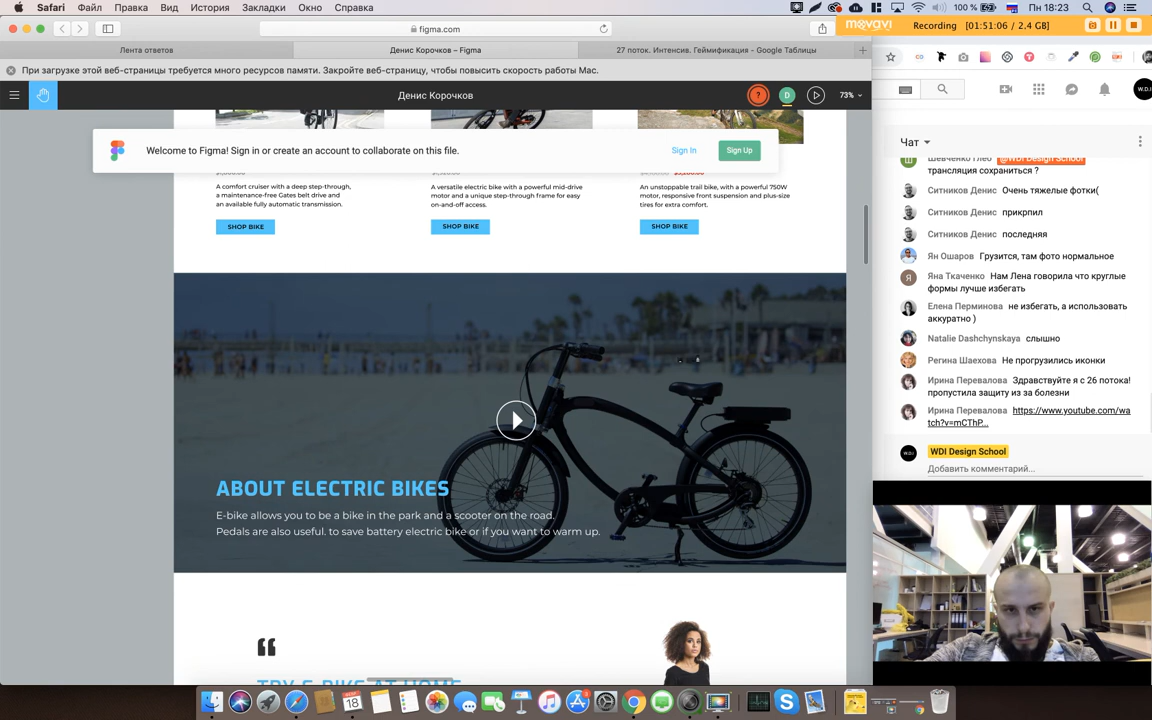 Safari Файл Правка Вид История Закладки Окно Справка
100 % Пн 18:23
movavi Recording [01:51:06 / 2.4 GB]
figma.com
Лента ответов
Денис Корочков – Figma
27 поток. Интенсив. Геймификация - Google Таблицы
При загрузке этой веб-страницы требуется много ресурсов памяти. Закройте веб-страницу, чтобы повысить скорость работы Mac.
Денис Корочков
?
D
73%
Welcome to Figma! Sign in or create an account to collaborate on this file.
Sign In
Sign Up
A comfort cruiser with a deep step-through,
a maintenance-free Gates belt drive and
an available fully automatic transmission.
SHOP BIKE
A versatile electric bike with a powerful mid-drive
motor and a unique step-through frame for easy
on-and-off access.
SHOP BIKE
An unstoppable trail bike, with a powerful 750W
motor, responsive front suspension and plus-size
tires for extra comfort.
SHOP BIKE
ABOUT ELECTRIC BIKES
E-bike allows you to be a bike in the park and a scooter on the road.
Pedals are also useful. to save battery electric bike or if you want to warm up.
TRY E-BIKE AT HOME
Чат
Шевченко Глеб @WDI Design School
трансляция сохраниться ?
Ситников Денис Очень тяжелые фотки(
Ситников Денис прикрпил
Ситников Денис последняя
Ян Ошаров Грузится, там фото нормальное
Яна Ткаченко Нам Лена говорила что круглые
формы лучше избегать
Елена Перминова не избегать, а использовать
аккуратно )
Natalie Dashchynskaya слышно
Регина Шаехова Не прогрузились иконки
Ирина Перевалова Здравствуйте я с 26 потока!
пропустила защиту из за болезни
Ирина Перевалова https://www.youtube.com/wa
tch?v=mCThP...
WDI Design School
Добавить комментарий...